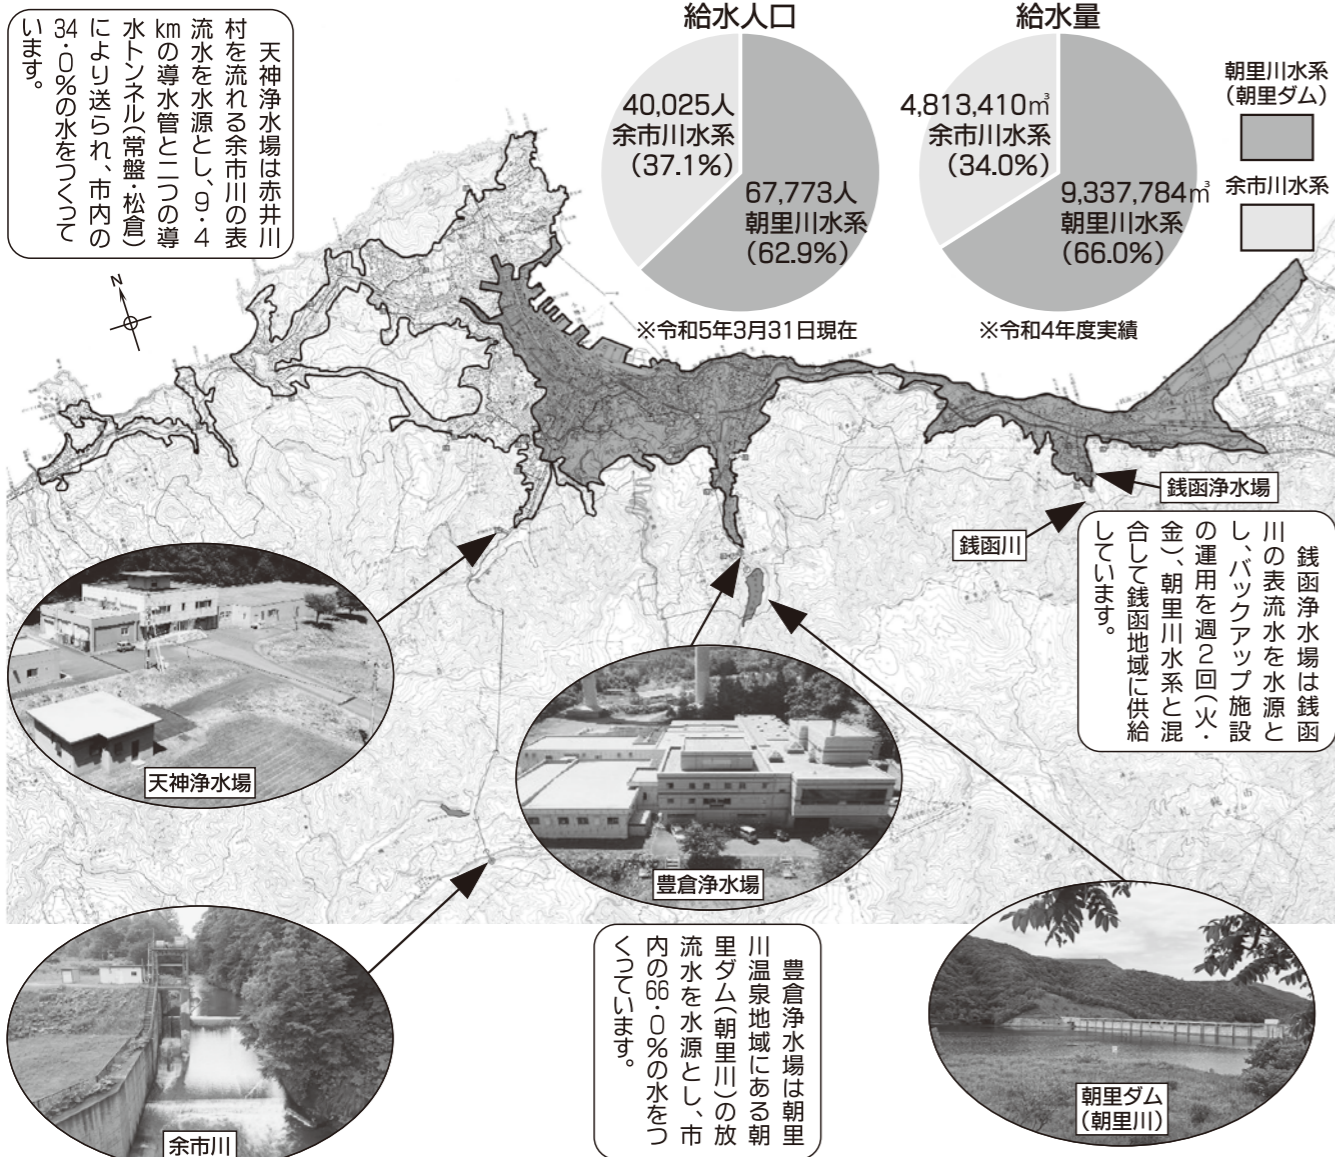 天神浄水場は赤井川
村を流れる余市川の表
流水を水源とし、9・4
kmの導水管と二つの導
水トンネル(常盤・松倉)
により送られ、市内の
34・0%の水をつくって
います。
給水人口
40,025人
余市川水系
(37.1%)
67,773人
朝里川水系
(62.9%)
※令和5年3月31日現在
給水量
4,813,410㎥
余市川水系
(34.0%)
9,337,784㎥
朝里川水系
(66.0%)
※令和4年度実績
朝里川水系
(朝里ダム)
余市川水系
N
銭函浄水場
銭函川
銭函浄水場は銭函
川の表流水を水源と
し、バックアップ施設
の運用を週2回(火・
金)、朝里川水系と混
合して銭函地域に供給
しています。
天神浄水場
豊倉浄水場
余市川
豊倉浄水場は朝里
川温泉地域にある朝
里ダム(朝里川)の放
流水を水源とし、市
内の66・0%の水をつ
くっています。
朝里ダム
(朝里川)